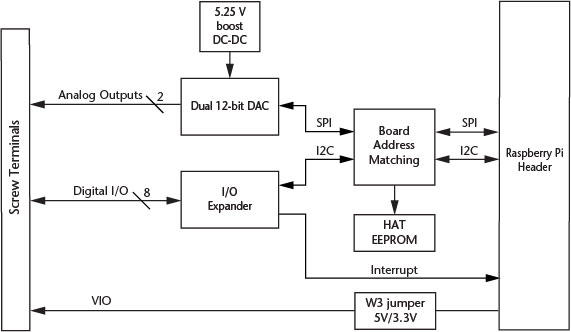 5.25 V
boost
DC-DC
Analog Outputs
2
Dual 12-bit DAC
SPI
I2C
Board
Address
Matching
SPI
I2C
Raspberry Pi
Header
Screw Terminals
Digital I/O
8
I/O
Expander
HAT
EEPROM
Interrupt
VIO
W3 jumper
5V/3.3V